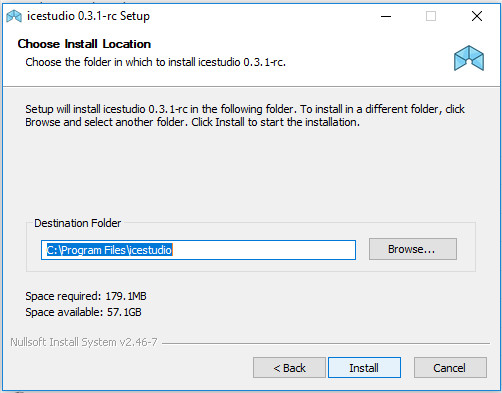 icestudio 0.3.1-rc Setup
Choose Install Location
Choose the folder in which to install icestudio 0.3.1-rc.
Setup will install icestudio 0.3.1-rc in the following folder. To install in a different folder, click
Browse and select another folder. Click Install to start the installation.
Destination Folder
C:\Program Files\icestudio
Browse...
Space required: 179.1MB
Space available: 57.1GB
Nullsoft Install System v2.46-7
< Back
Install
Cancel